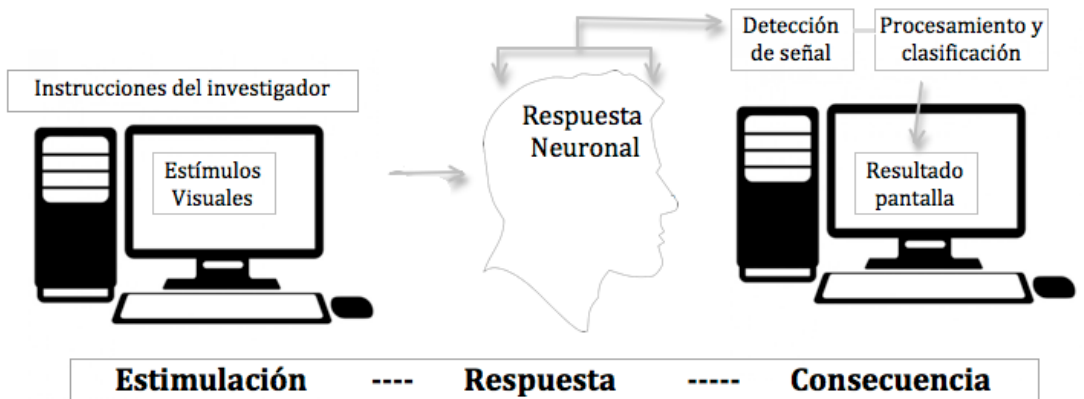 Instrucciones del investigador
Estímulos
Visuales
Respuesta
Neuronal
Detección
de señal
Procesamiento y
clasificación
Resultado
pantalla
Estimulación ---- Respuesta ----- Consecuencia